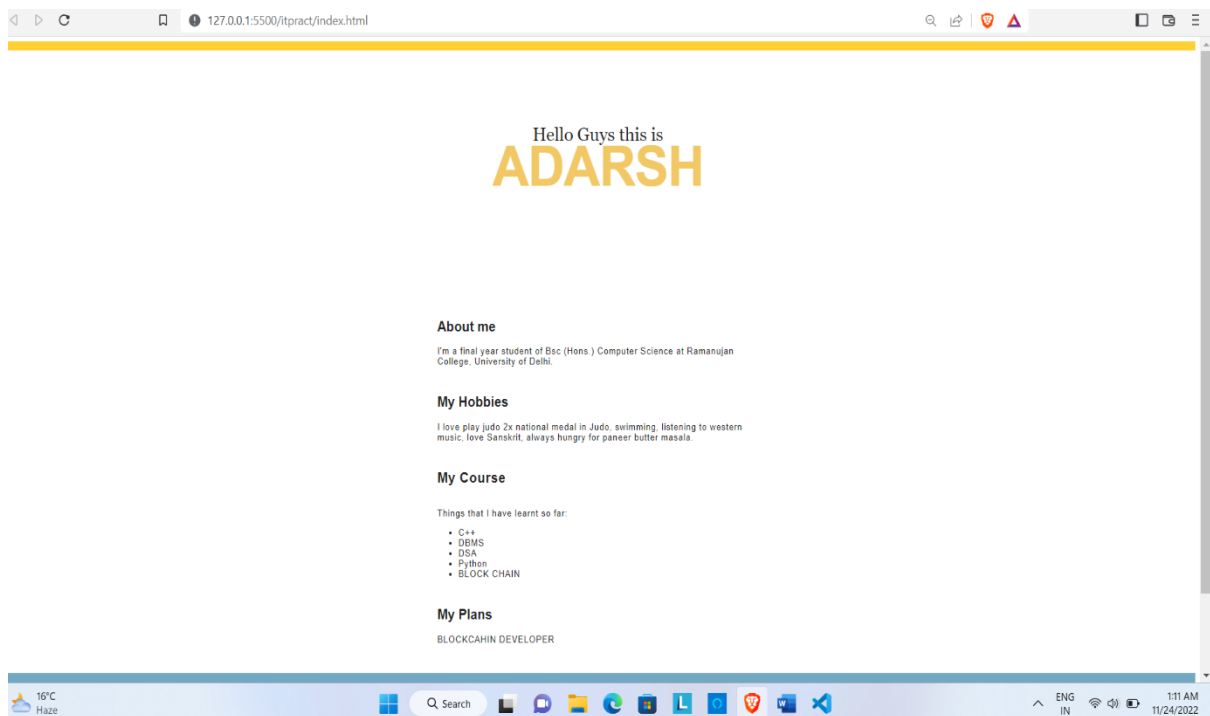 127.0.0.1:5500/itpract/index.html
Hello Guys this is
ADARSH
About me
I'm a final year student of Bsc (Hons.) Computer Science at Ramanujan
College, University of Delhi.
My Hobbies
I love play judo 2x national medal in Judo, swimming, listening to western
music, love Sanskrit, always hungry for paneer butter masala.
My Course
Things that I have learnt so far:
• C++
• DBMS
• DSA
• Python
• BLOCK CHAIN
My Plans
BLOCKCAHIN DEVELOPER
16°C
Haze
Search
L
W
ENG
IN
1:11 AM
11/24/2022